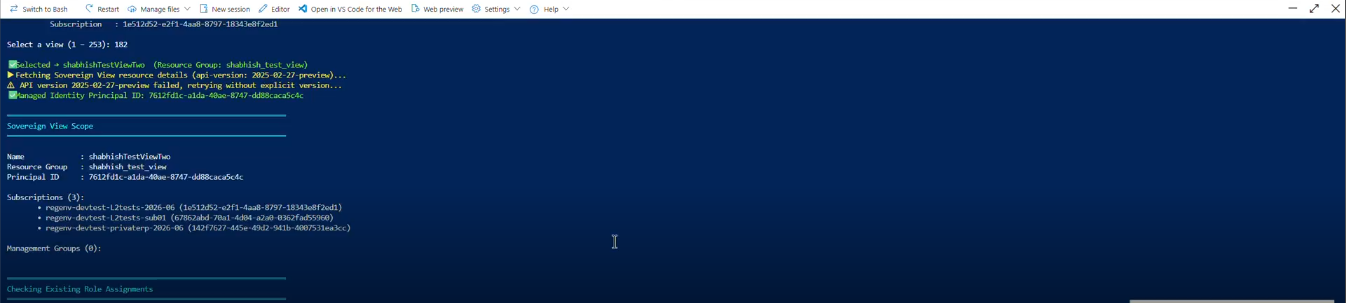 Switch to Bash Restart Manage files New session Editor Open in VS Code for the Web Web preview Settings Help
Subscription : 1e512d52-e2f1-4aa8-8797-18343e8f2ed1
Select a view (1 - 253): 182
Selected → shabhishTestViewTwo (Resource Group: shabhish_test_view)
Fetching Sovereign View resource details (api-version: 2025-02-27-preview)...
API version 2025-02-27-preview failed, retrying without explicit version...
Managed Identity Principal ID: 7612fd1c-a1da-40ae-8747-dd88caca5c4c
Sovereign View Scope
Name : shabhishTestViewTwo
Resource Group : shabhish_test_view
Principal ID : 7612fd1c-a1da-40ae-8747-dd88caca5c4c
Subscriptions (3):
• regenv-devtest-L2tests-2026-06 (1e512d52-e2f1-4aa8-8797-18343e8f2ed1)
• regenv-devtest-L2tests-sub01 (67862abd-70a1-4d04-a2a0-0362fad55960)
• regenv-devtest-privaterp-2026-06 (142f7627-445e-49d2-941b-4007531ea3cc)
Management Groups (0):
Checking Existing Role Assignments